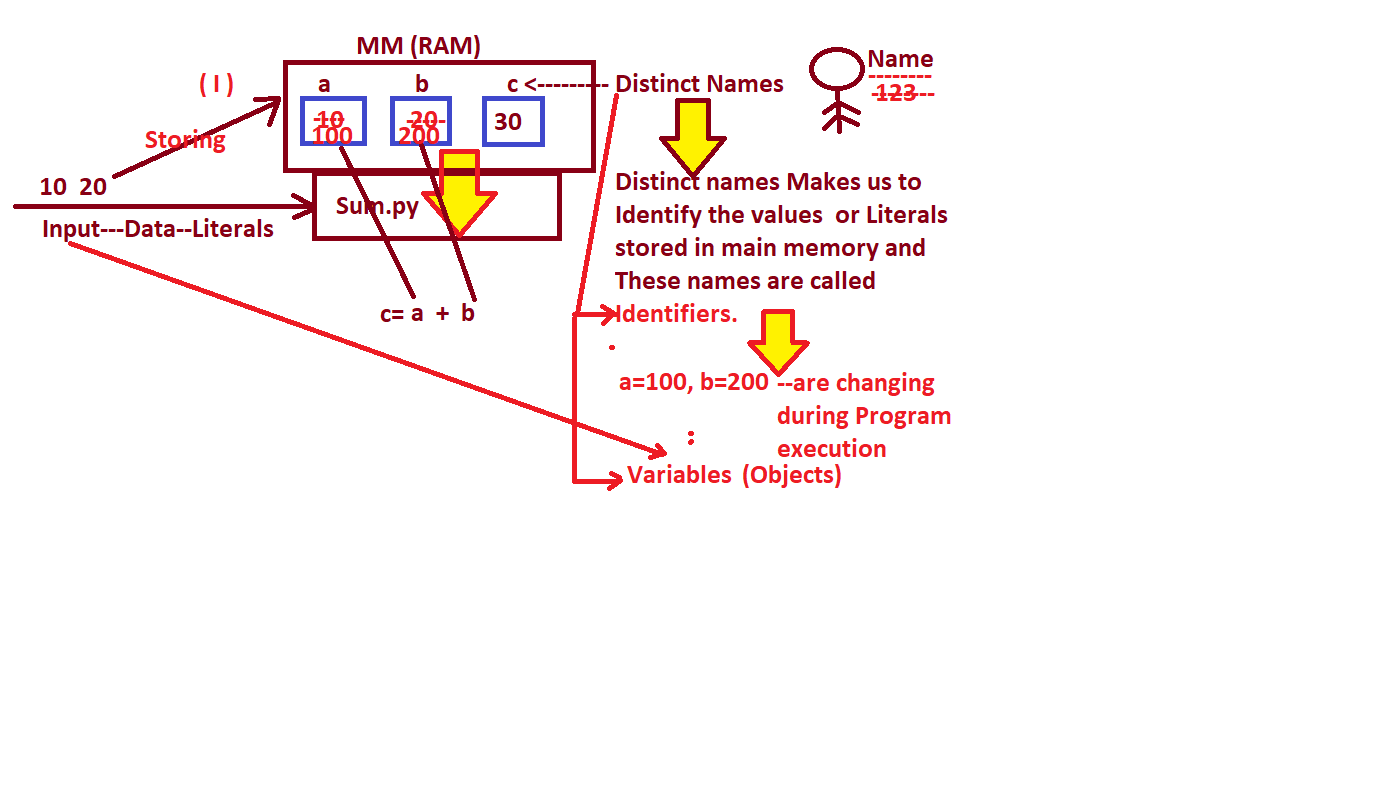 MM (RAM)
( I )
a b c <--------- Distinct Names
Name
--------
-123---
10 20 30
100 200
Storing
10 20
Input---Data--Literals
Sum.py
c= a + b
Distinct names Makes us to
Identify the values or Literals
stored in main memory and
These names are called
Identifiers.
a=100, b=200 --are changing
during Program
execution
:
Variables (Objects)